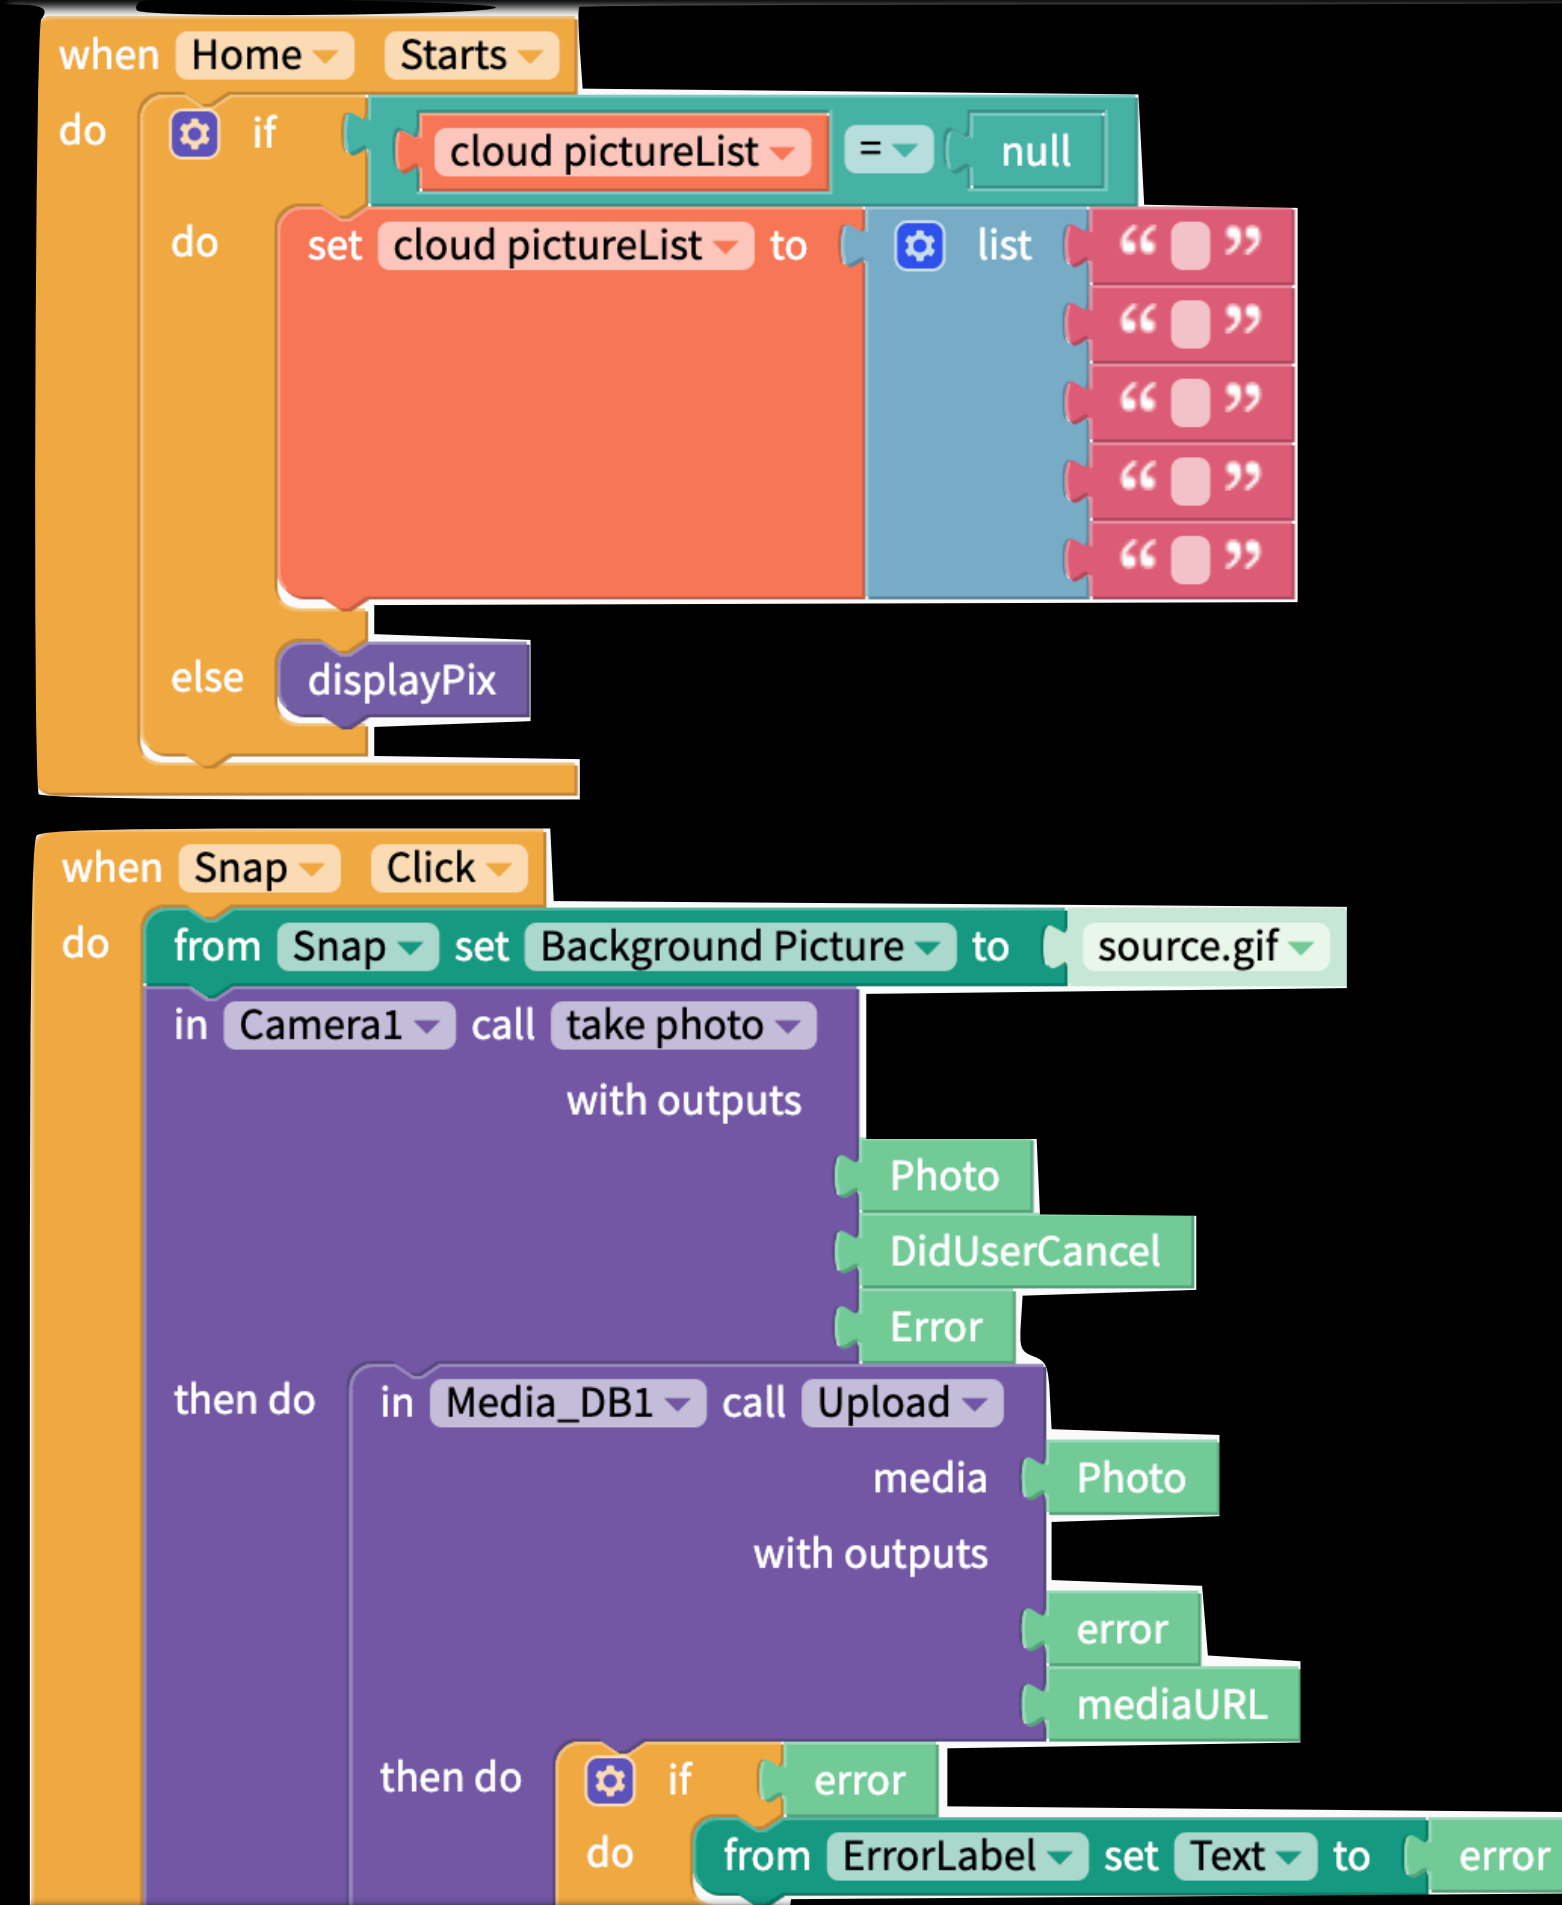 when Home Starts
do if cloud pictureList = null
do set cloud pictureList to list “ ”
“ ”
“ ”
“ ”
“ ”
else displayPix
when Snap Click
do from Snap set Background Picture to source.gif
in Camera1 call take photo
with outputs
Photo
DidUserCancel
Error
then do in Media_DB1 call Upload
media Photo
with outputs
error
mediaURL
then do if error
do from ErrorLabel set Text to error